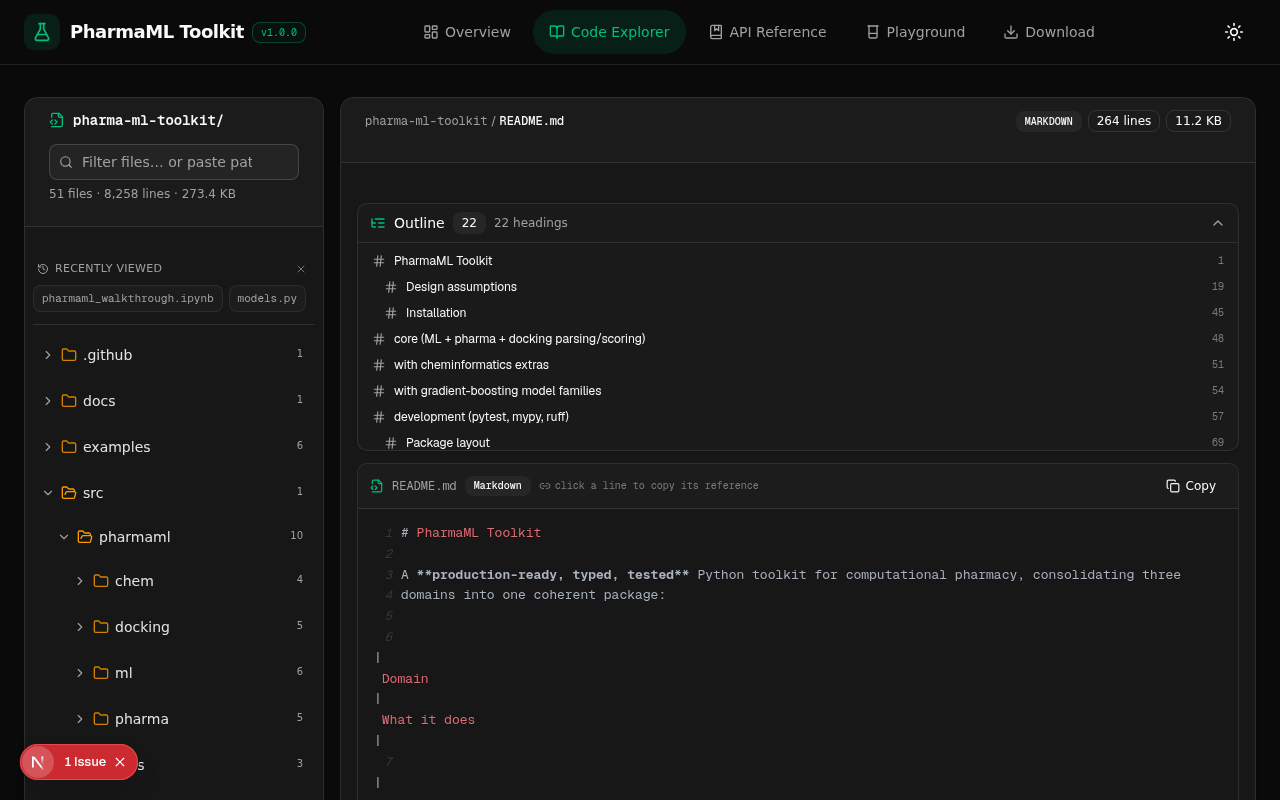 PharmaML Toolkit v1.0.0 Overview Code Explorer API Reference Playground Download
pharma-ml-toolkit/
Filter files... or paste pat
51 files · 8,258 lines · 273.4 KB
RECENTLY VIEWED
pharmaml_walkthrough.ipynb models.py
.github 1
docs 1
examples 6
src 1
pharmaml 10
chem 4
docking 5
ml 6
pharma 5
s 3
N 1 Issue
pharma-ml-toolkit / README.md MARKDOWN 264 lines 11.2 KB
Outline 22 22 headings
# PharmaML Toolkit 1
# Design assumptions 19
# Installation 45
# core (ML + pharma + docking parsing/scoring) 48
# with cheminformatics extras 51
# with gradient-boosting model families 54
# development (pytest, mypy, ruff) 57
# Package layout 69
README.md Markdown click a line to copy its reference Copy
1 # PharmaML Toolkit
2
3 A **production-ready, typed, tested** Python toolkit for computational pharmacy, consolidating three
4 domains into one coherent package:
5
6
|
Domain
|
What it does
|
7
|